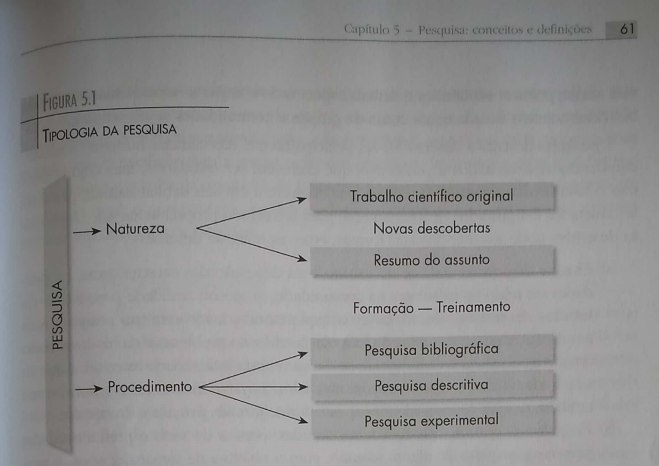 Capítulo 5 – Pesquisa: conceitos e definições 61
FIGURA 5.1
TIPOLOGIA DA PESQUISA
PESQUISA
Natureza
Trabalho científico original
Novas descobertas
Resumo do assunto
Formação — Treinamento
Procedimento
Pesquisa bibliográfica
Pesquisa descritiva
Pesquisa experimental